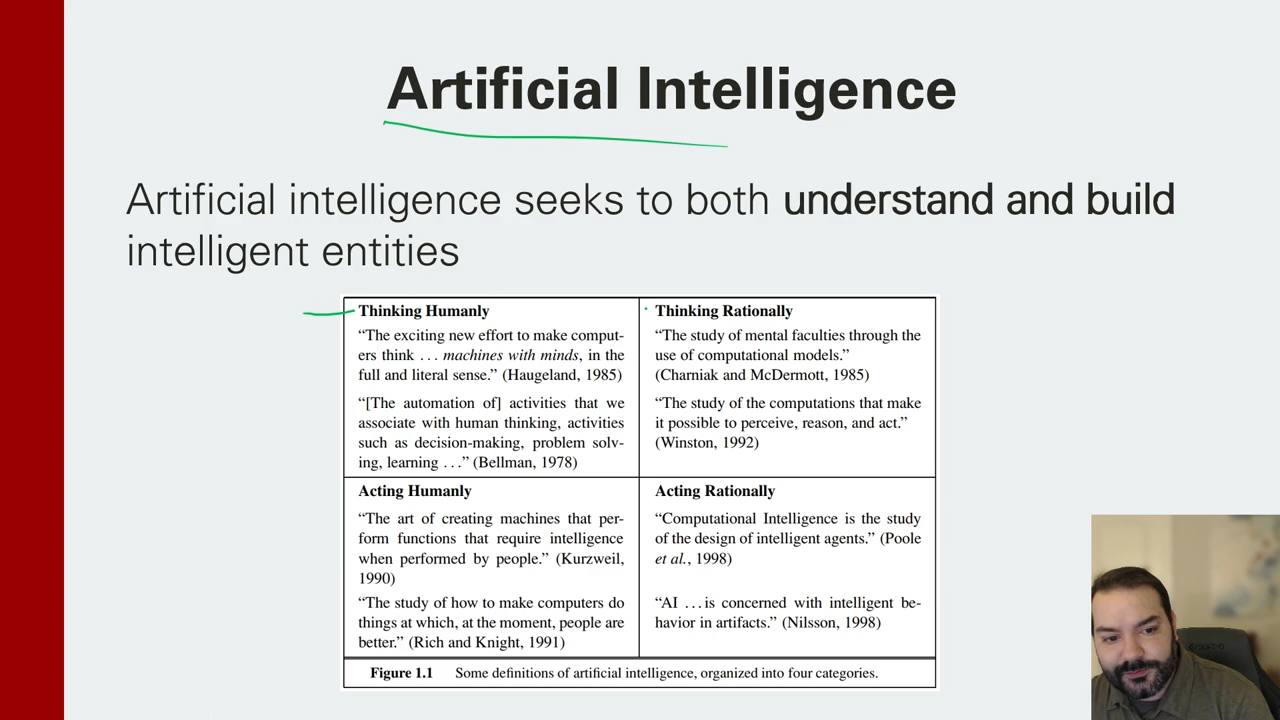 Artificial Intelligence
Artificial intelligence seeks to both understand and build
intelligent entities
Thinking Humanly
“The exciting new effort to make comput-
ers think . . . machines with minds, in the
full and literal sense.” (Haugeland, 1985)
“[The automation of] activities that we
associate with human thinking, activities
such as decision-making, problem solv-
ing, learning . . .” (Bellman, 1978)
Thinking Rationally
“The study of mental faculties through the
use of computational models.”
(Charniak and McDermott, 1985)
“The study of the computations that make
it possible to perceive, reason, and act.”
(Winston, 1992)
Acting Humanly
“The art of creating machines that per-
form functions that require intelligence
when performed by people.” (Kurzweil,
1990)
“The study of how to make computers do
things at which, at the moment, people are
better.” (Rich and Knight, 1991)
Acting Rationally
“Computational Intelligence is the study
of the design of intelligent agents.” (Poole
et al., 1998)
“AI . . . is concerned with intelligent be-
havior in artifacts.” (Nilsson, 1998)
Figure 1.1 Some definitions of artificial intelligence, organized into four categories.